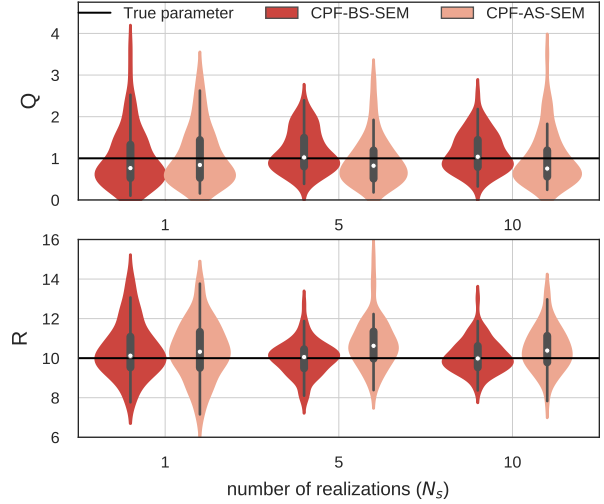 True parameter CPF-BS-SEM CPF-AS-SEM
Q
4
3
2
1
0
1 5 10
R
16
14
12
10
8
6
1 5 10
number of realizations (Ns)